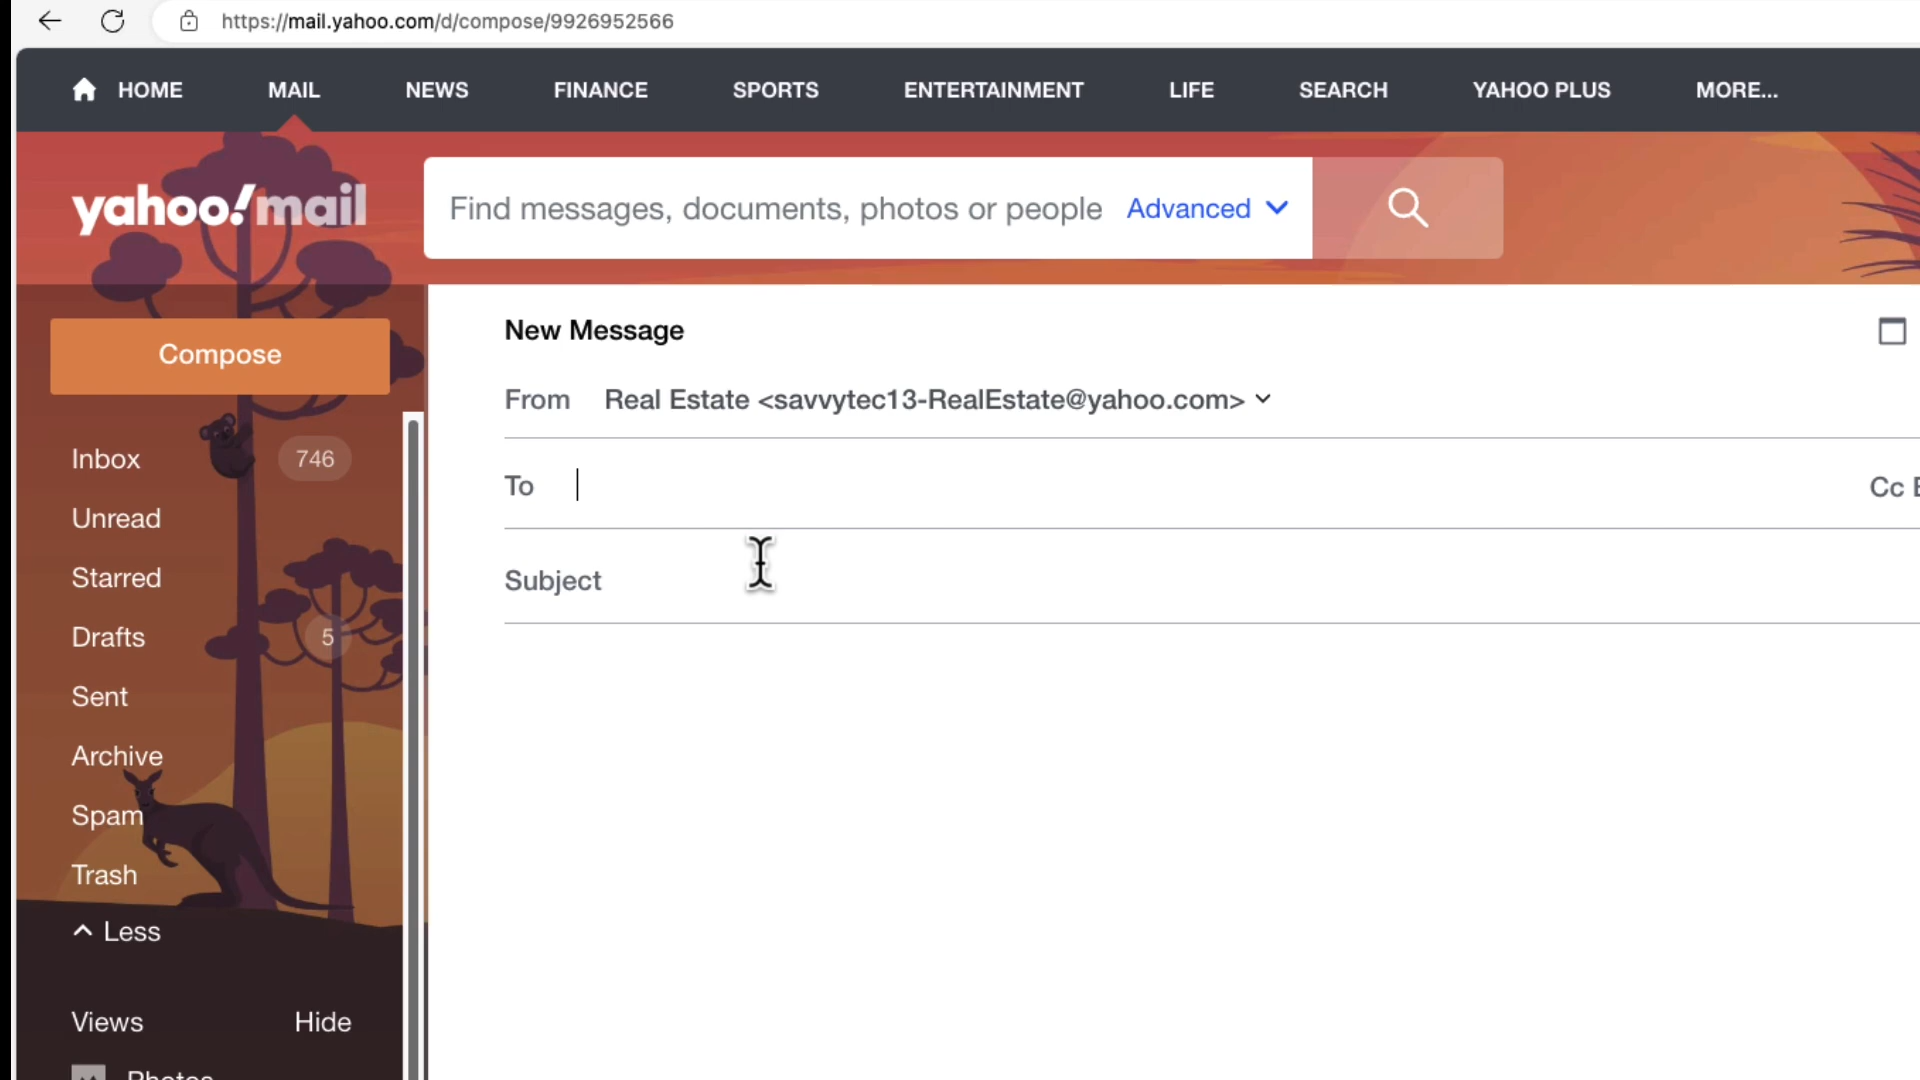 https://mail.yahoo.com/d/compose/9926952566
HOME MAIL NEWS FINANCE SPORTS ENTERTAINMENT LIFE SEARCH YAHOO PLUS MORE...
yahoo!mail
Find messages, documents, photos or people Advanced
Compose
New Message
From Real Estate <savvytec13-RealEstate@yahoo.com>
Inbox 746
To Cc
Unread
Starred
Subject
Drafts 5
Sent
Archive
Spam
Trash
Less
Views Hide
Photos